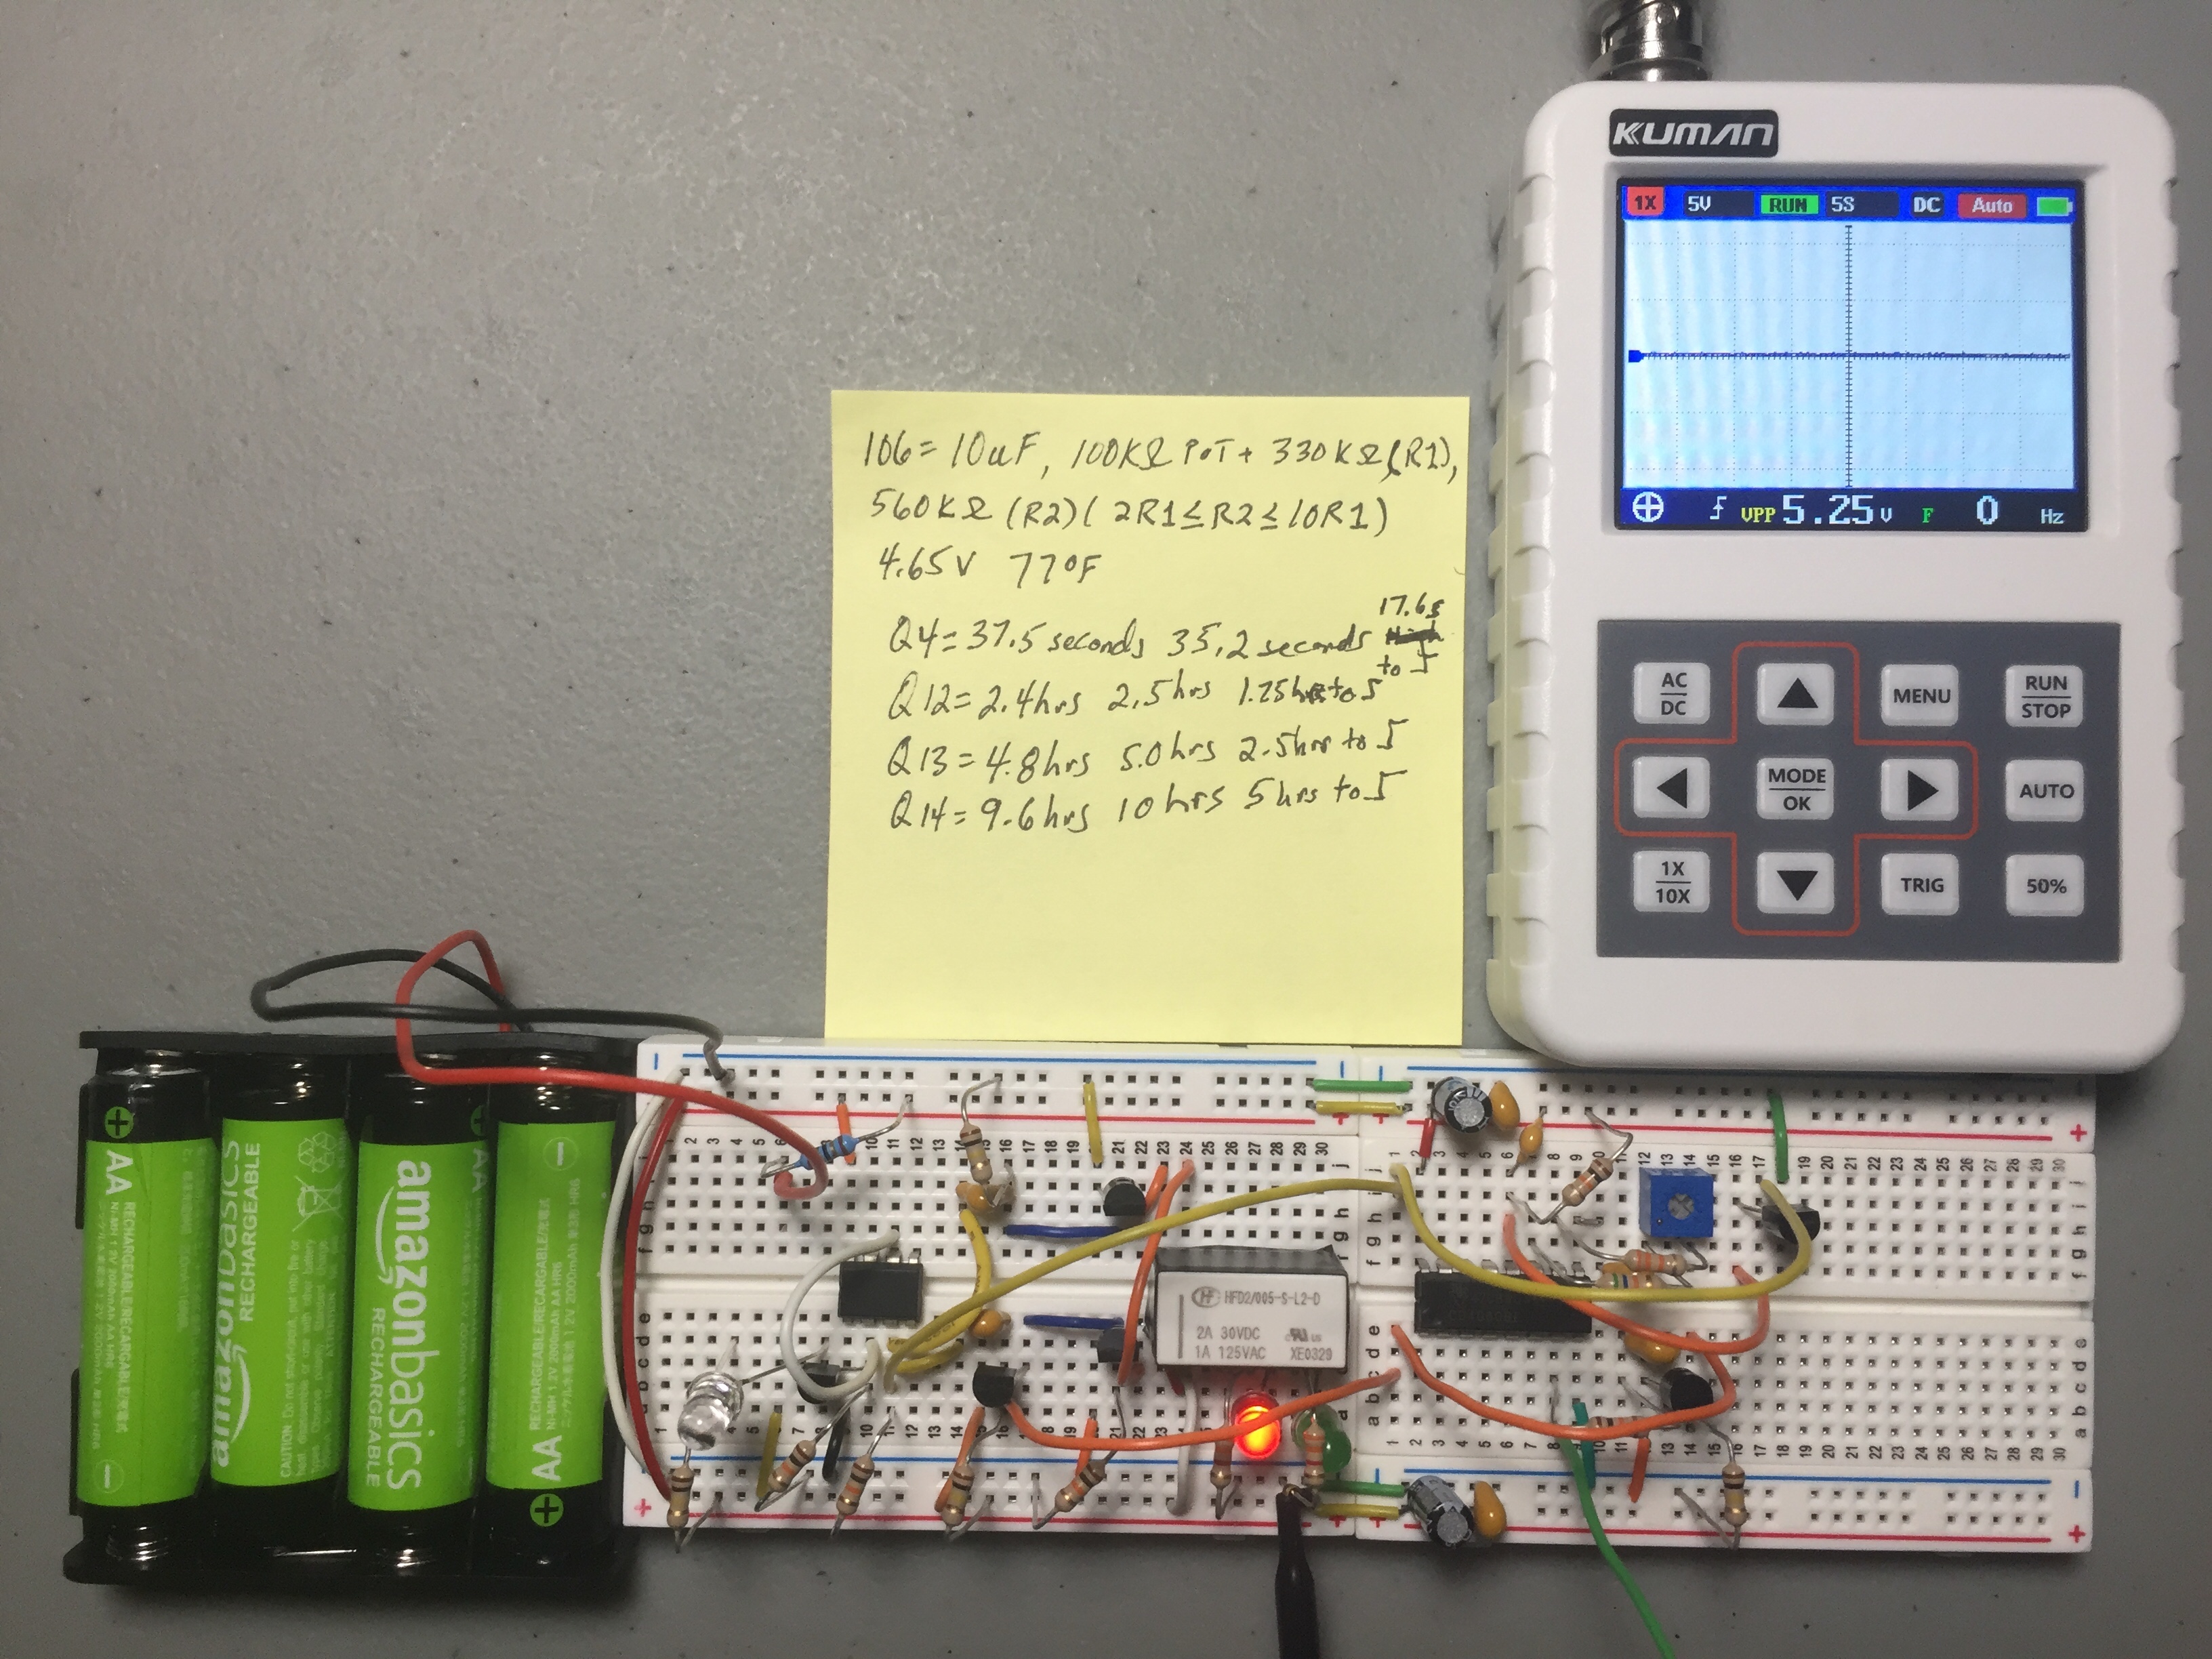 KUMAN
1X 5V RUN 5S DC Auto
VPP 5.25V F 0 Hz
AC
DC
MENU
RUN
STOP
MODE
OK
AUTO
1X
10X
TRIG
50%
106=10uF, 100KΩ POT + 330KΩ (R1),
560KΩ (R2) (2R1≤R2≤10R1)
4.65V 77°F
17.6s
Q4=37.5 seconds 35.2 seconds
to ʃ
Q12=2.4hrs 2.5hrs 1.25hrs to ʃ
Q13=4.8hrs 5.0hrs 2.5hrs to ʃ
Q14=9.6hrs 10hrs 5hrs to ʃ
AA
RECHARGEABLE
amazonbasics
RECHARGEABLE
AA
amazonbasics
RECHARGEABLE
AA
HF HFD2/005-S-L2-D
2A 30VDC
1A 125VAC XE0329